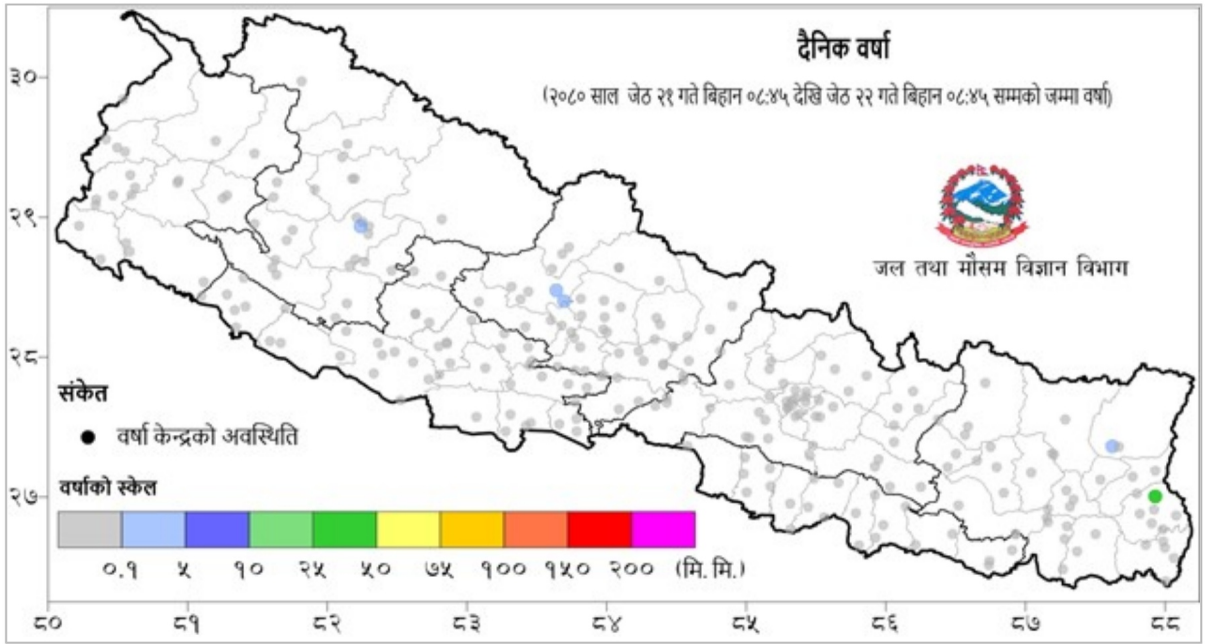 दैनिक वर्षा
(२०८० साल जेठ २१ गते बिहान ०८:४५ देखि जेठ २२ गते बिहान ०८:४५ सम्मको जम्मा वर्षा)
जल तथा मौसम विज्ञान विभाग
३०
२९
२८
२७
संकेत
वर्षा केन्द्रको अवस्थिति
वर्षाको स्केल
०.१ ५ १० २५ ५० ७५ १०० १५० २०० (मि.मि.)
८० ८१ ८२ ८३ ८४ ८५ ८६ ८७ ८८